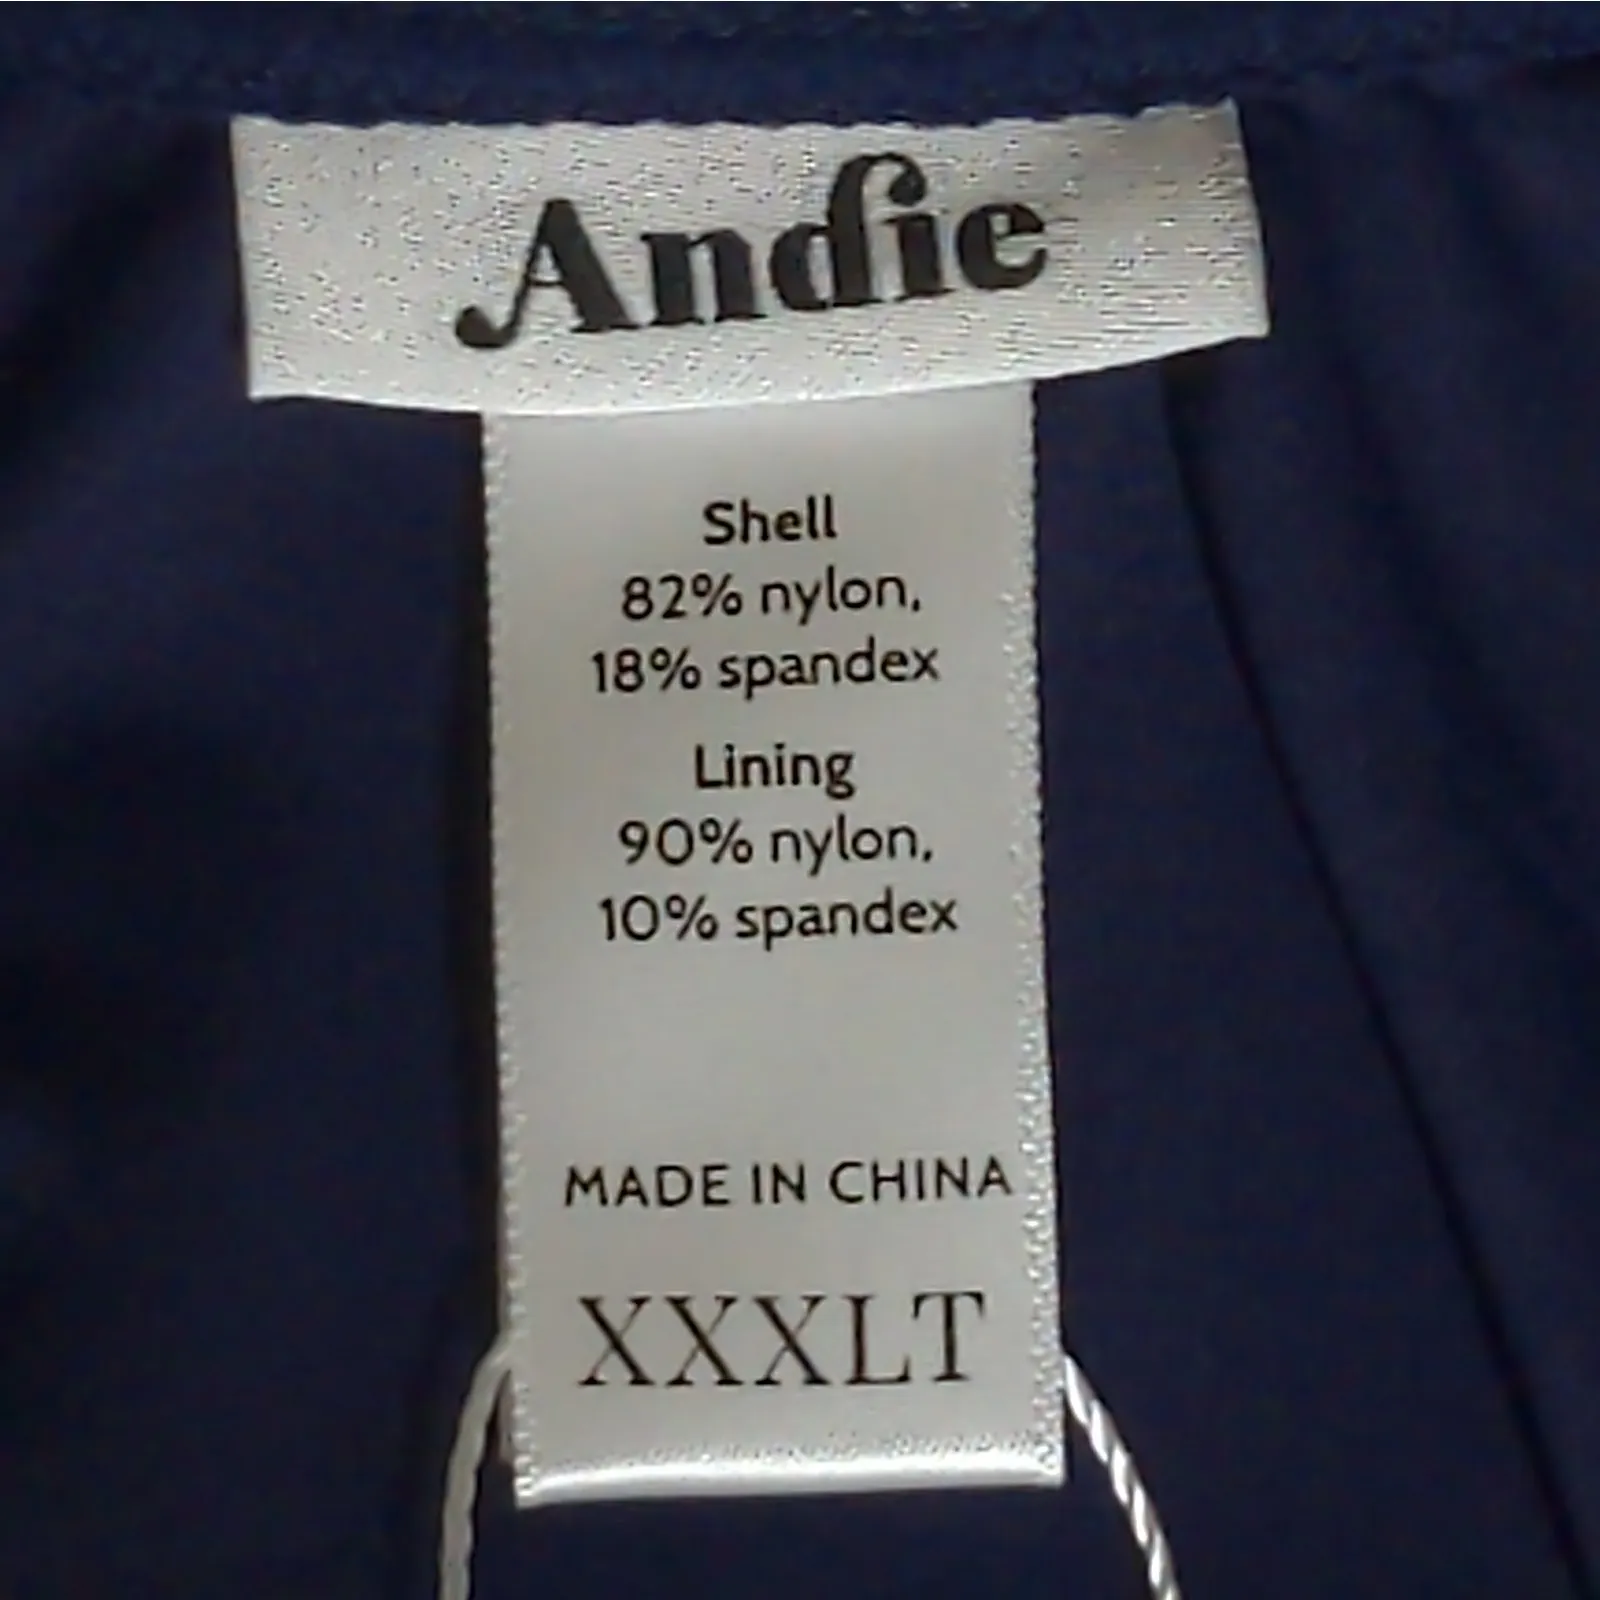 Andie
Shell
82% nylon,
18% spandex
Lining
90% nylon,
10% spandex
MADE IN CHINA
XXXLT